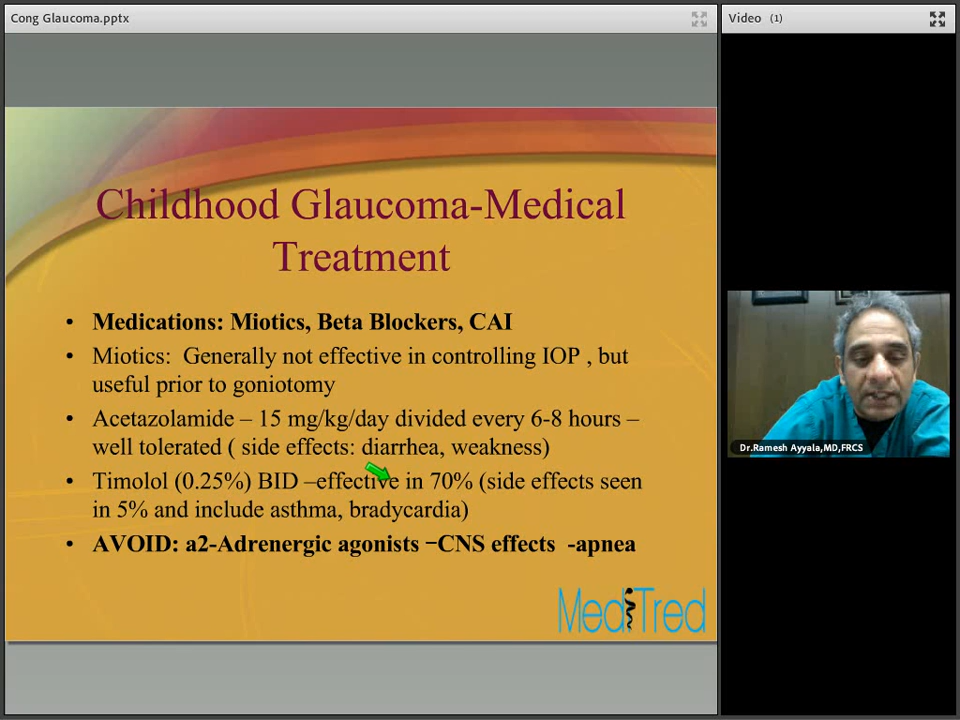 Cong Glaucoma.pptx
Video (1)
Childhood Glaucoma-Medical
Treatment
• Medications: Miotics, Beta Blockers, CAI
• Miotics: Generally not effective in controlling IOP , but
useful prior to goniotomy
• Acetazolamide – 15 mg/kg/day divided every 6-8 hours –
well tolerated ( side effects: diarrhea, weakness)
• Timolol (0.25%) BID –effective in 70% (side effects seen
in 5% and include asthma, bradycardia)
• AVOID: a2-Adrenergic agonists –CNS effects -apnea
MediTred
Dr.Ramesh Ayyala,MD,FRCS